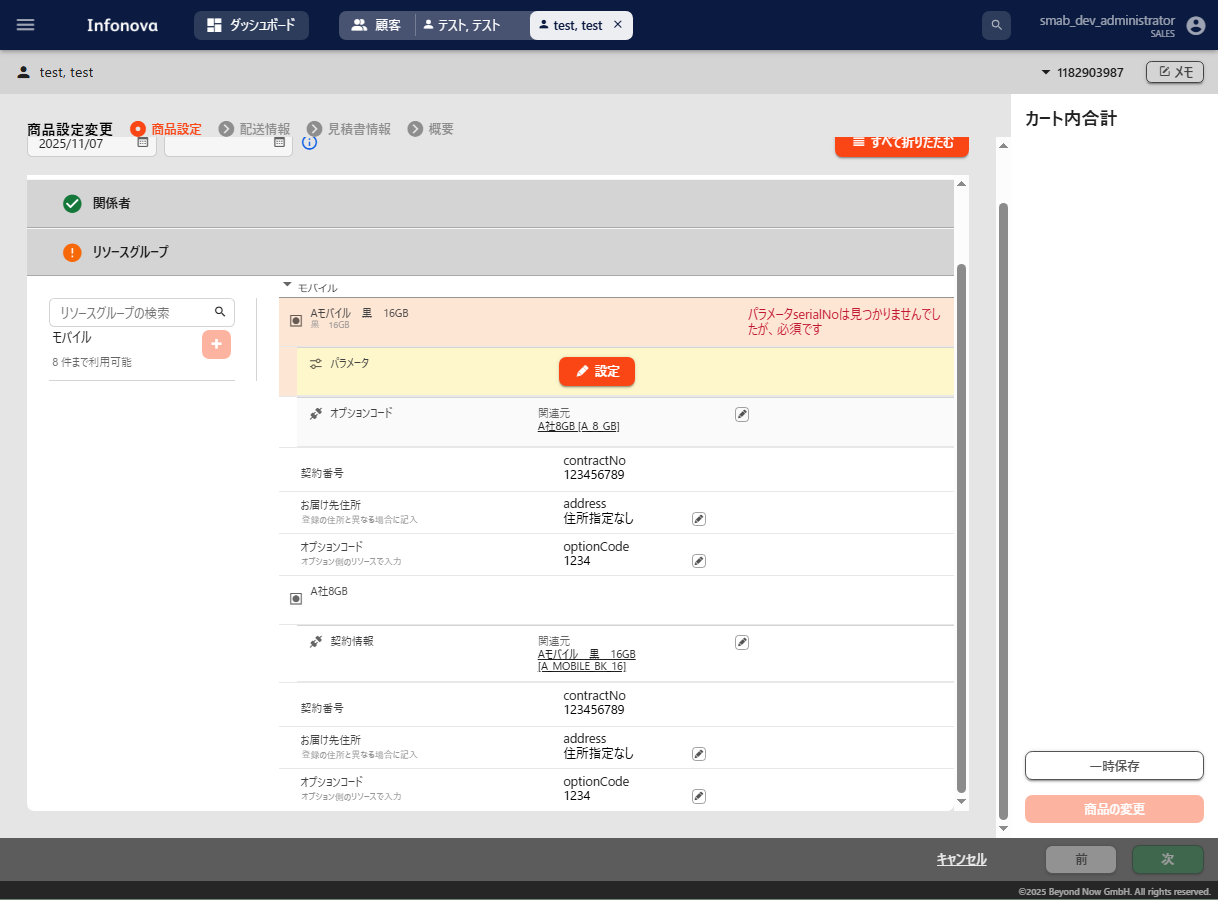 Infonova
ダッシュボード
顧客
テスト, テスト
test, test
smab_dev_administrator
SALES
test, test
1182903987
メモ
商品設定変更
商品設定
配送情報
見積書情報
概要
カート内合計
2025/11/07
すべて折りたたむ
関係者
リソースグループ
リソースグループの検索
モバイル
8 件まで利用可能
モバイル
Aモバイル　黒　16GB
黒　16GB
パラメータserialNoは見つかりませんでし
たが、必須です
パラメータ
設定
オプションコード
関連元
A社8GB [A_8_GB]
契約番号
contractNo
123456789
お届け先住所
登録の住所と異なる場合に記入
address
住所指定なし
オプションコード
オプション側のリソースで入力
optionCode
1234
A社8GB
契約情報
関連元
Aモバイル　黒　16GB
[A_MOBILE_BK_16]
契約番号
contractNo
123456789
お届け先住所
登録の住所と異なる場合に記入
address
住所指定なし
オプションコード
オプション側のリソースで入力
optionCode
1234
一時保存
商品の変更
キャンセル
前
次
©2025 Beyond Now GmbH. All rights reserved.